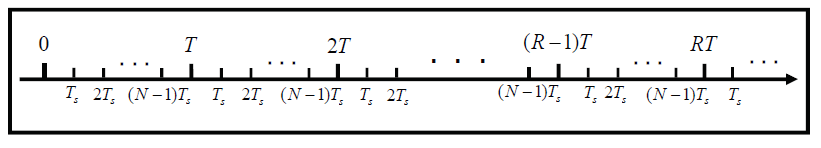 0 T 2T (R−1)T RT
. . . . . . . . . . . . . . .
T_s 2T_s (N−1)T_s T_s 2T_s (N−1)T_s T_s 2T_s (N−1)T_s T_s 2T_s (N−1)T_s T_s